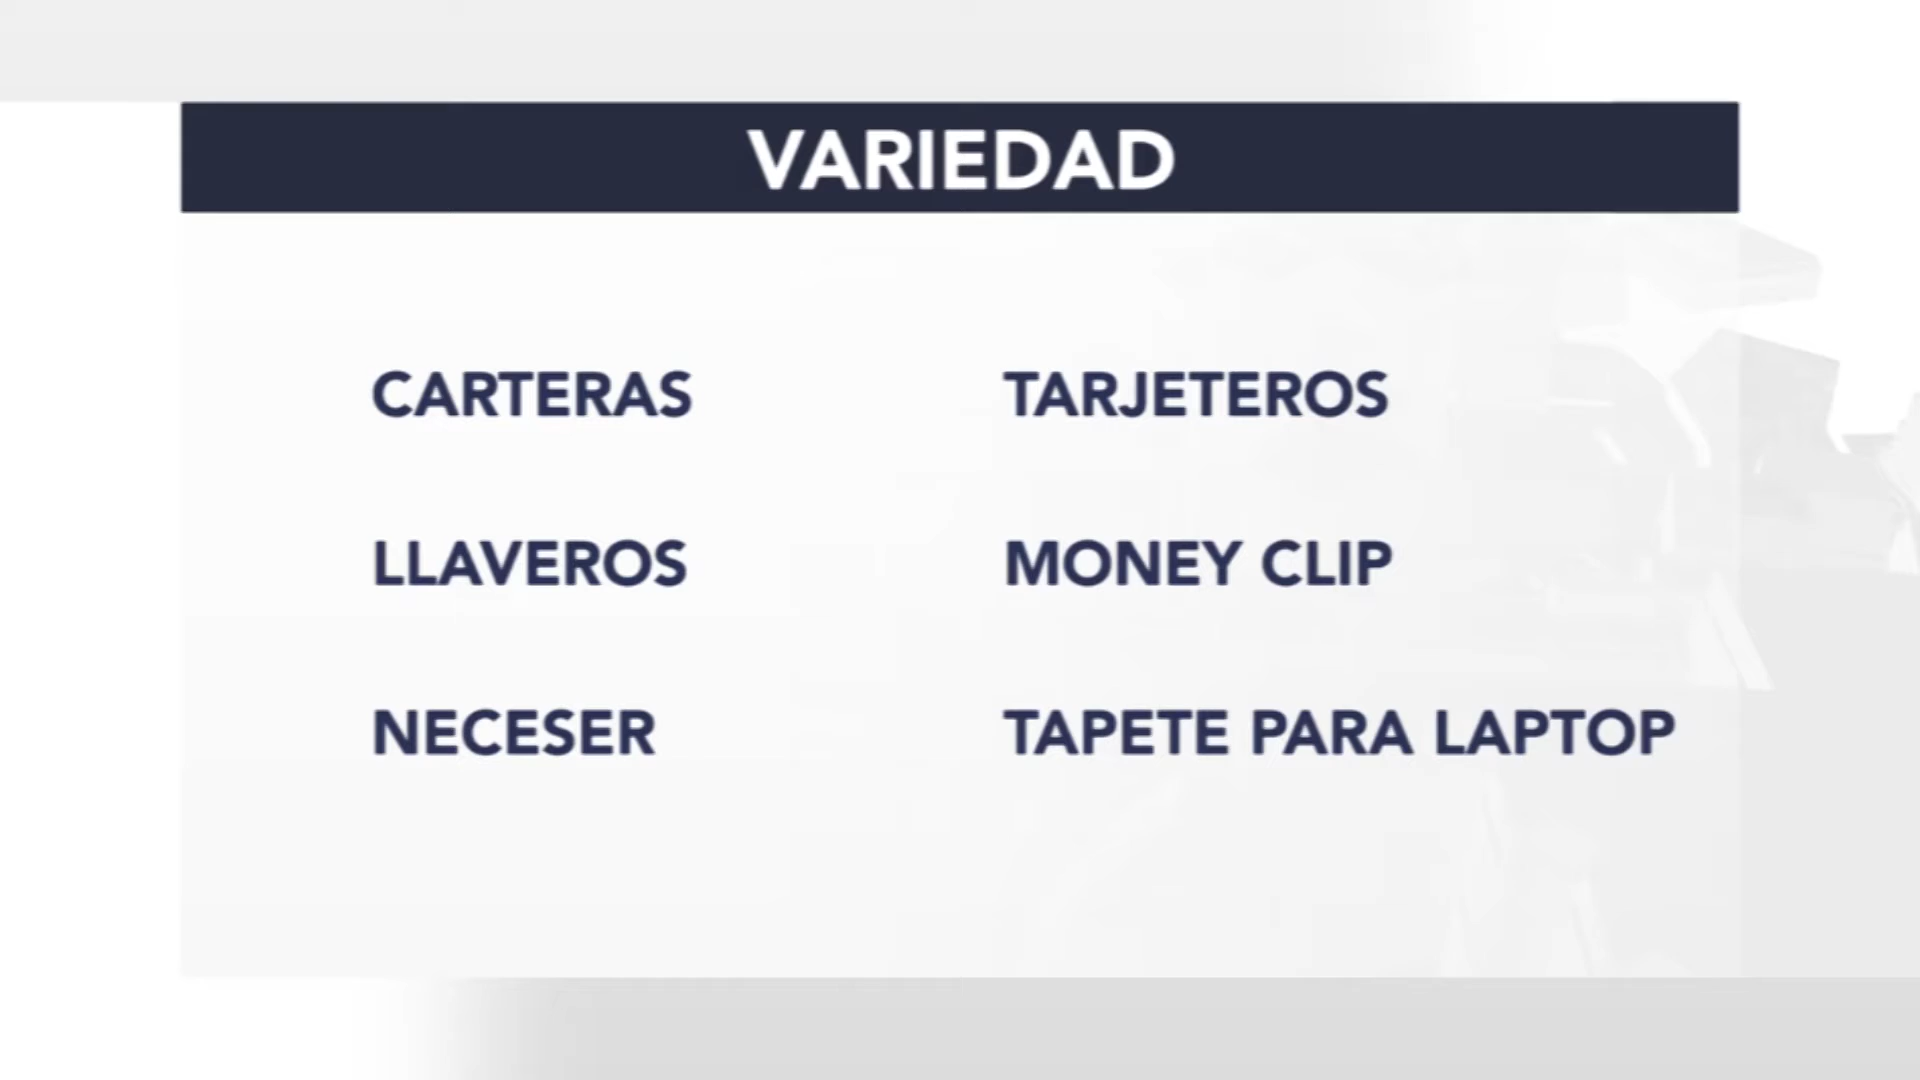 VARIEDAD
CARTERAS
TARJETEROS
LLAVEROS
MONEY CLIP
NECESER
TAPETE PARA LAPTOP